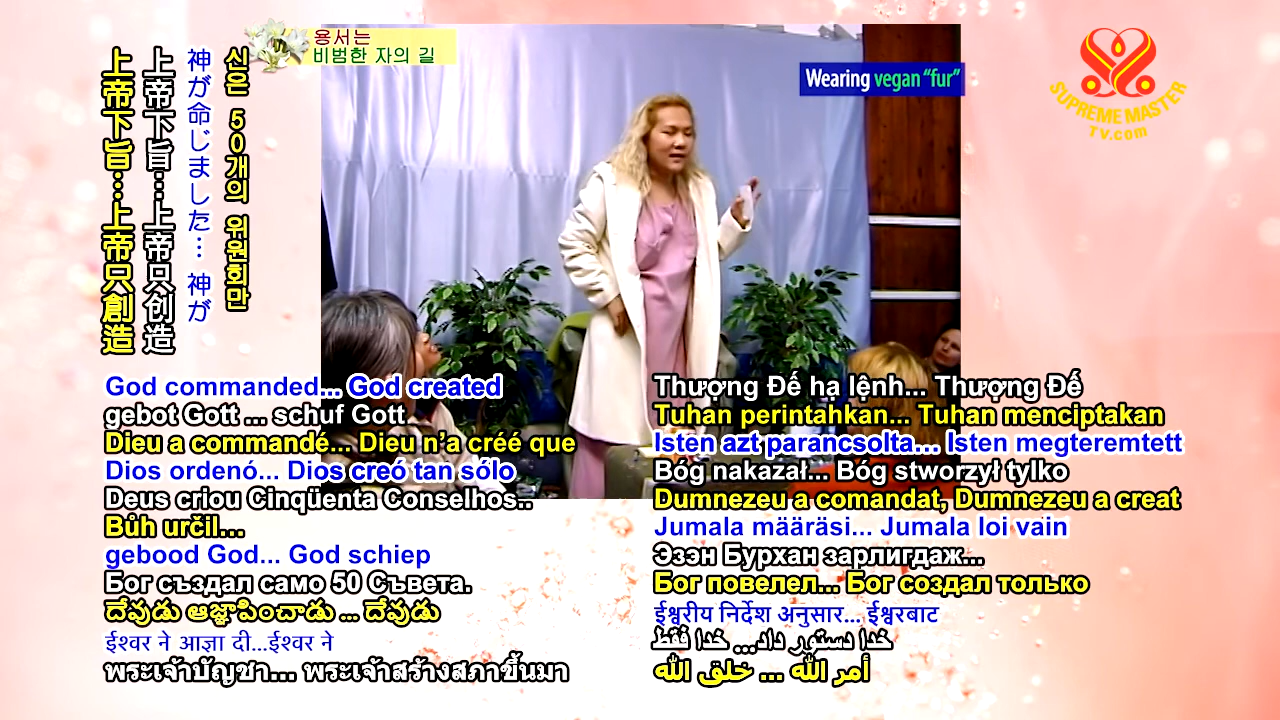 용서는
비범한 자의 길
Wearing vegan “fur”
SUPREME MASTER
TV.com
신은 50개의 위원회만
神が命じました… 神が
上帝下旨…上帝只创造
上帝下旨…上帝只創造
God commanded... God created
gebot Gott ... schuf Gott
Dieu a commandé... Dieu n’a créé que
Dios ordenó... Dios creó tan sólo
Deus criou Cinqüenta Conselhos..
Bůh určil...
gebood God... God schiep
Бог създал само 50 Съвета.
దేవుడు ఆజ్ఞాపించాడు ... దేవుడు
ईश्वर ने आज्ञा दी...ईश्वर ने
พระเจ้าบัญชา... พระเจ้าสร้างสภาขึ้นมา
Thượng Đế hạ lệnh... Thượng Đế
Tuhan perintahkan... Tuhan menciptakan
Isten azt parancsolta... Isten megteremtett
Bóg nakazał... Bóg stworzył tylko
Dumnezeu a comandat, Dumnezeu a creat
Jumala määräsi... Jumala loi vain
Эзэн Бурхан зарлигдаж...
Бог повелел... Бог создал только
ईश्वरीय निर्देश अनुसार... ईश्वरबाट
خدا دستور داد... خدا فقط
أمر الله ... خلق الله